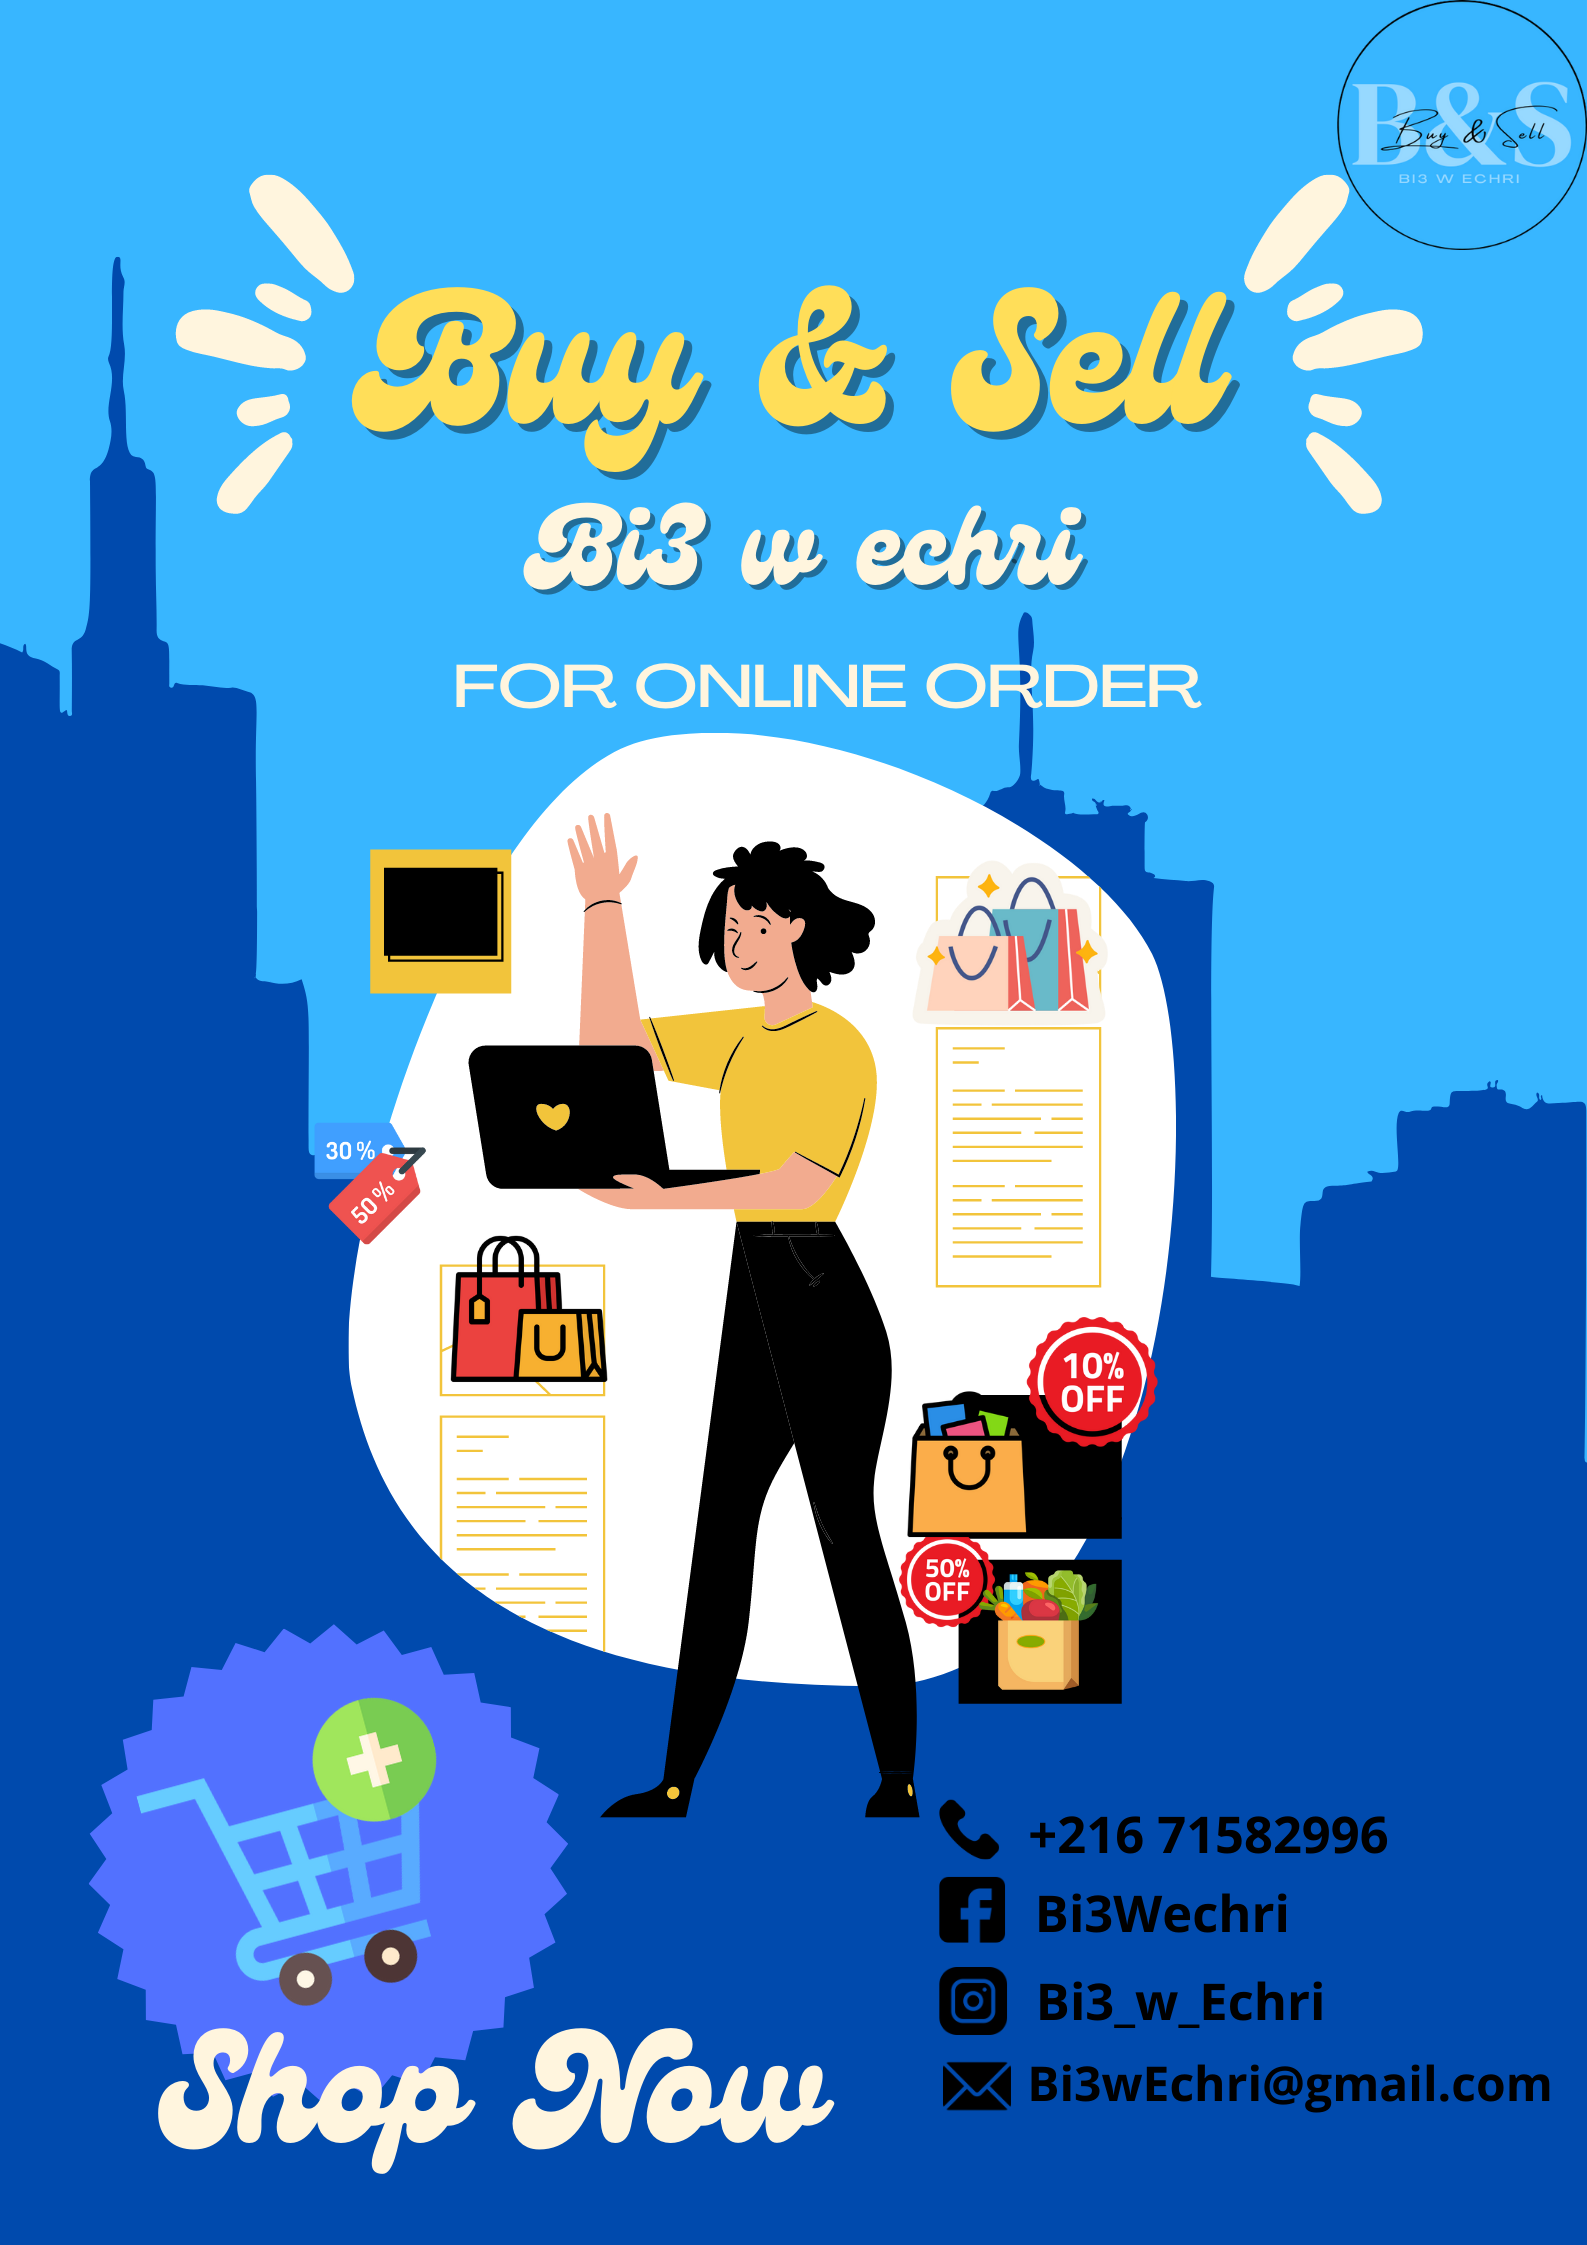 B&S
Buy & Sell
BI3 W ECHRI
Buy & Sell
Bi3 w echri
FOR ONLINE ORDER
30%
50%
10%
OFF
50%
OFF
+216 71582996
Bi3Wechri
Bi3_w_Echri
Bi3wEchri@gmail.com
Shop Now